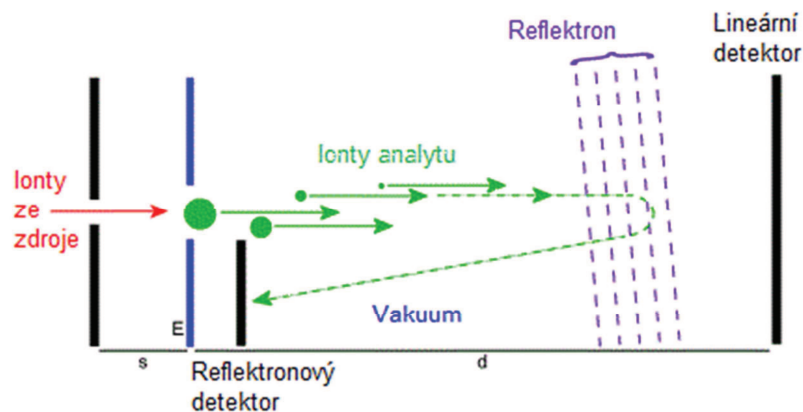 Reflektron
Lineární
detektor
Ionty analytu
Ionty
ze
zdroje
Vakuum
E
s
d
Reflektronový
detektor